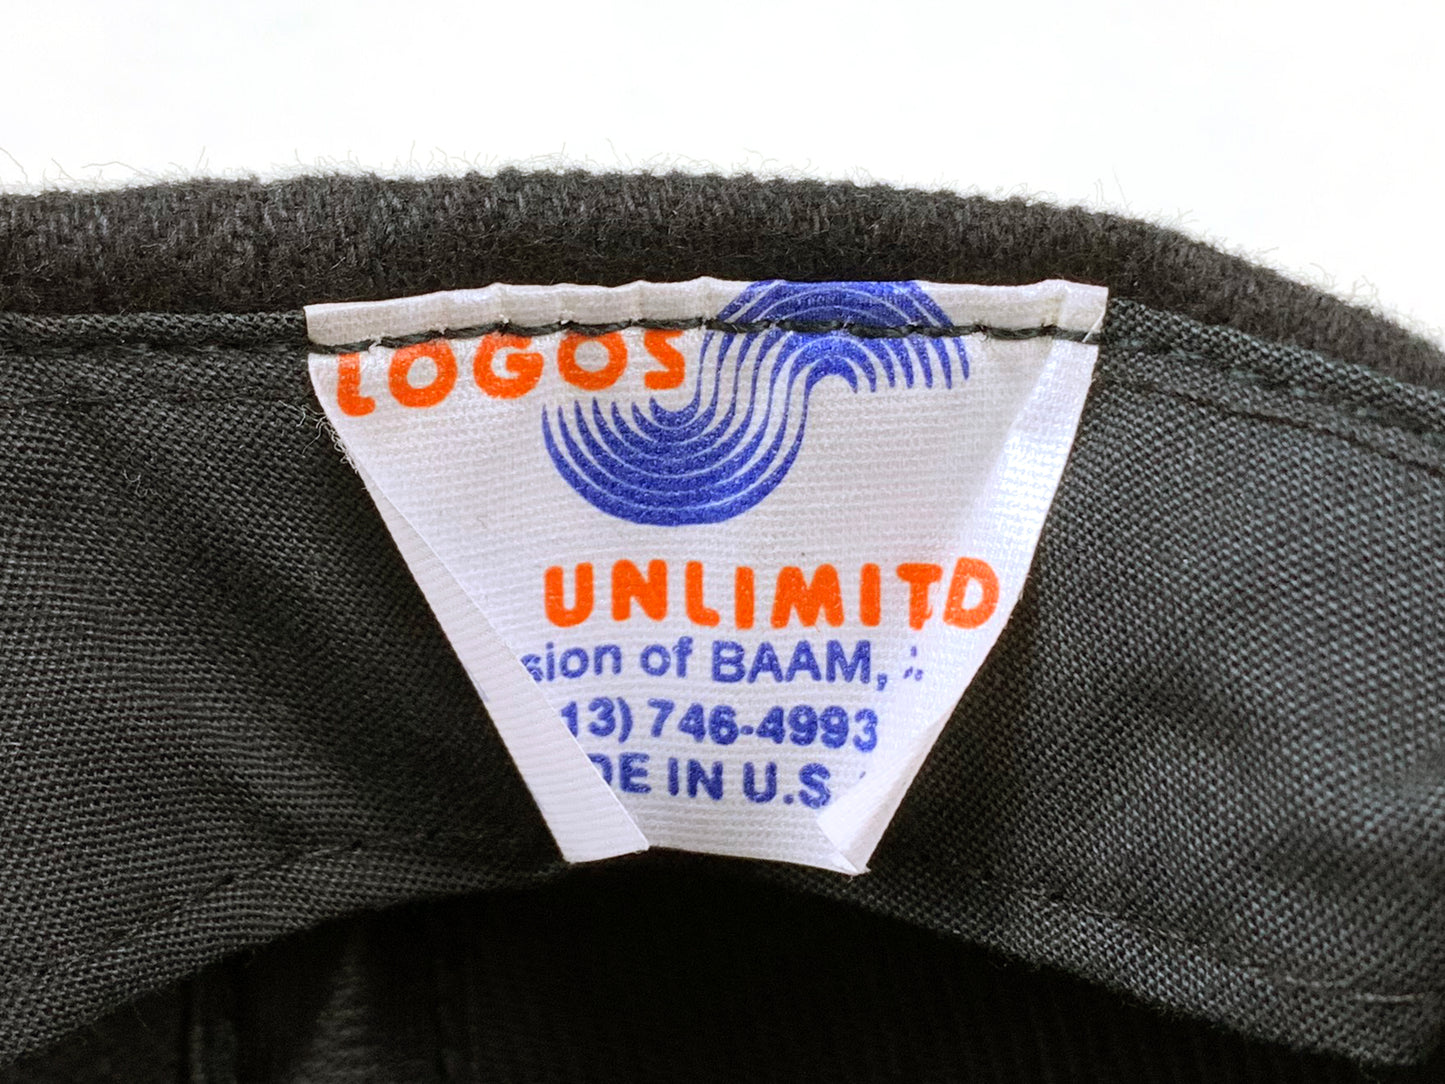 LOGOS
UNLIMITD
sion of BAAM,
13) 746-4993
DE IN U.S